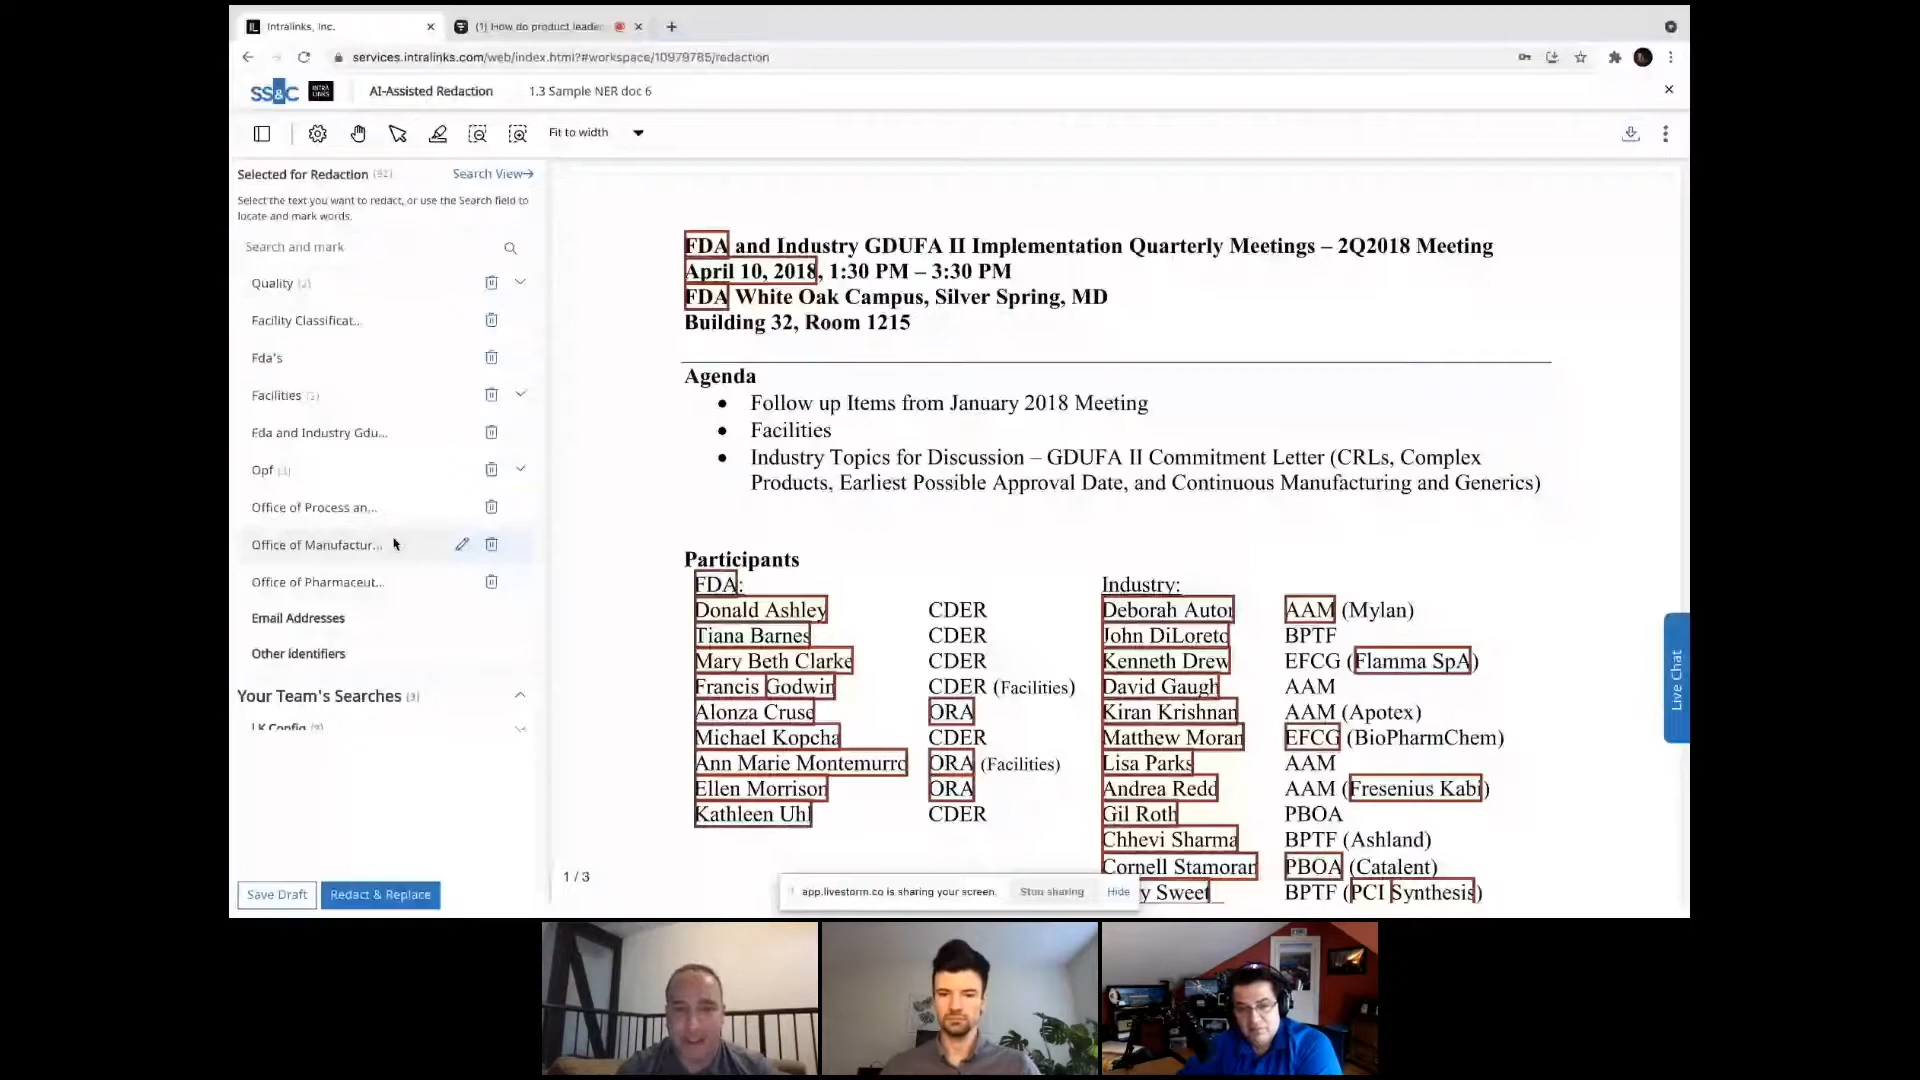 Intralinks, Inc.
(1) How do product leade
services.intralinks.com/web/index.html?#workspace/10979785/redaction
SS&C INTRA LINKS AI-Assisted Redaction 1.3 Sample NER doc 6
Fit to width
Selected for Redaction (92) Search View→
Select the text you want to redact, or use the Search field to
locate and mark words.
Search and mark
Quality (2)
Facility Classificat...
Fda's
Facilities (2)
Fda and Industry Gdu...
Opf (3)
Office of Process an...
Office of Manufactur...
Office of Pharmaceut...
Email Addresses
Other Identifiers
Your Team's Searches (3)
LK Config
Save Draft Redact & Replace
FDA and Industry GDUFA II Implementation Quarterly Meetings – 2Q2018 Meeting
April 10, 2018, 1:30 PM – 3:30 PM
FDA White Oak Campus, Silver Spring, MD
Building 32, Room 1215
Agenda
• Follow up Items from January 2018 Meeting
• Facilities
• Industry Topics for Discussion – GDUFA II Commitment Letter (CRLs, Complex
Products, Earliest Possible Approval Date, and Continuous Manufacturing and Generics)
Participants
FDA: Industry:
Donald Ashley CDER Deborah Autor AAM (Mylan)
Tiana Barnes CDER John DiLoreto BPTF
Mary Beth Clarke CDER Kenneth Drew EFCG (Flamma SpA)
Francis Godwin CDER (Facilities) David Gaugh AAM
Alonza Cruse ORA Kiran Krishnan AAM (Apotex)
Michael Kopcha CDER Matthew Moran EFCG (BioPharmChem)
Ann Marie Montemurro ORA (Facilities) Lisa Parks AAM
Ellen Morrison ORA Andrea Redd AAM (Fresenius Kabi)
Kathleen Uhl CDER Gil Roth PBOA
Chhevi Sharma BPTF (Ashland)
Cornell Stamoran PBOA (Catalent)
y Sweet BPTF (PCI Synthesis)
1 / 3
app.livestorm.co is sharing your screen. Stop sharing Hide
Live Chat